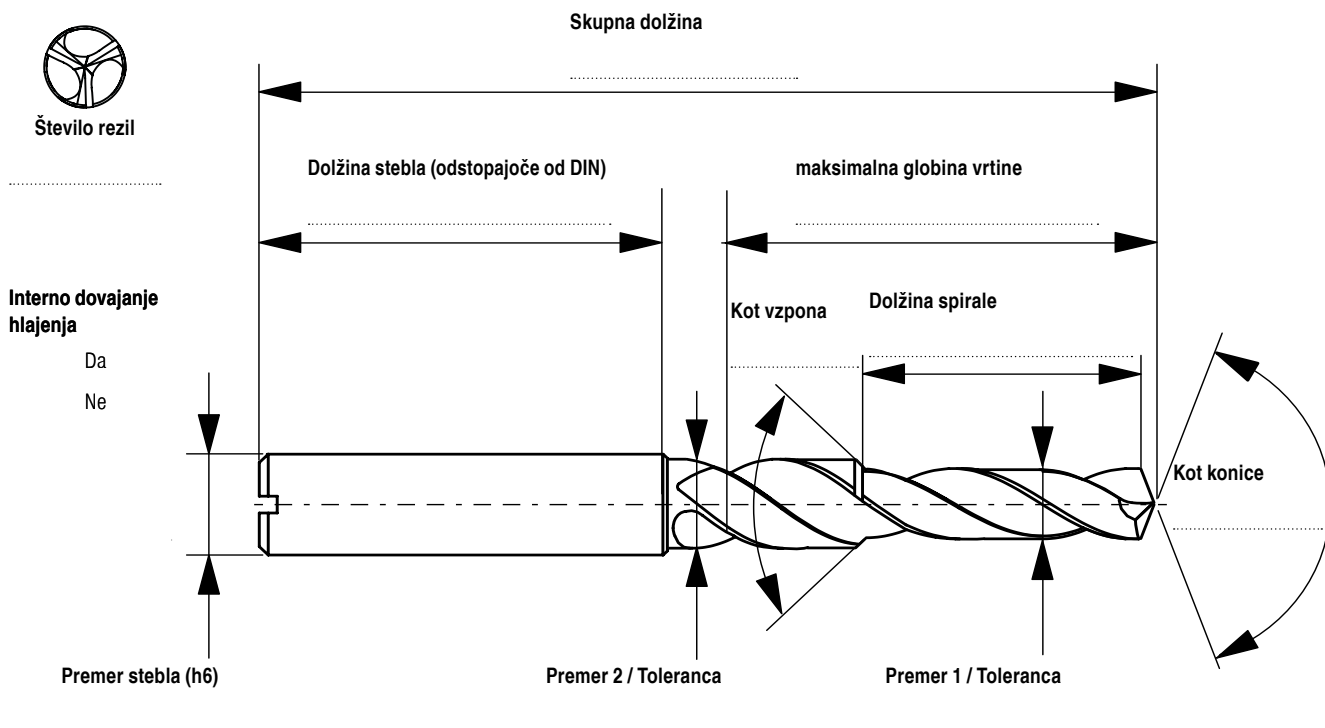 Skupna dolžina
Število rezil
Dolžina stebla (odstopajoče od DIN)
maksimalna globina vrtine
Interno dovajanje
hlajenja
Da
Ne
Kot vzpona
Dolžina spirale
Kot konice
Premer stebla (h6)
Premer 2 / Toleranca
Premer 1 / Toleranca